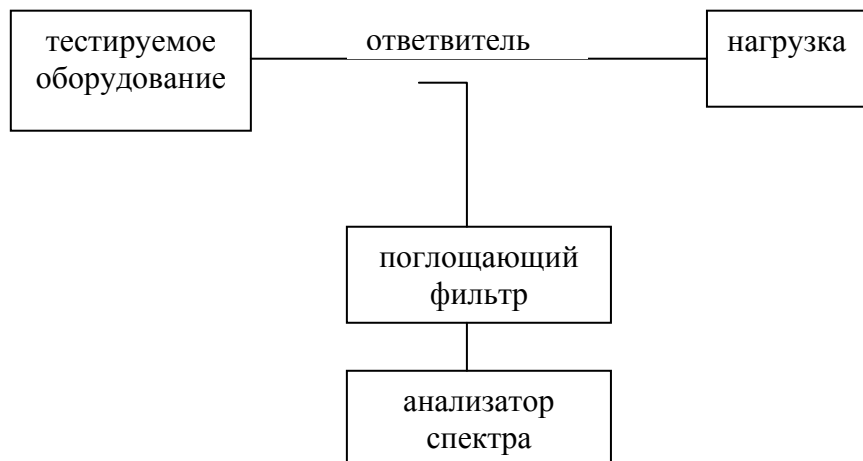 тестируемое
оборудование
ответвитель
нагрузка
поглощающий
фильтр
анализатор
спектра